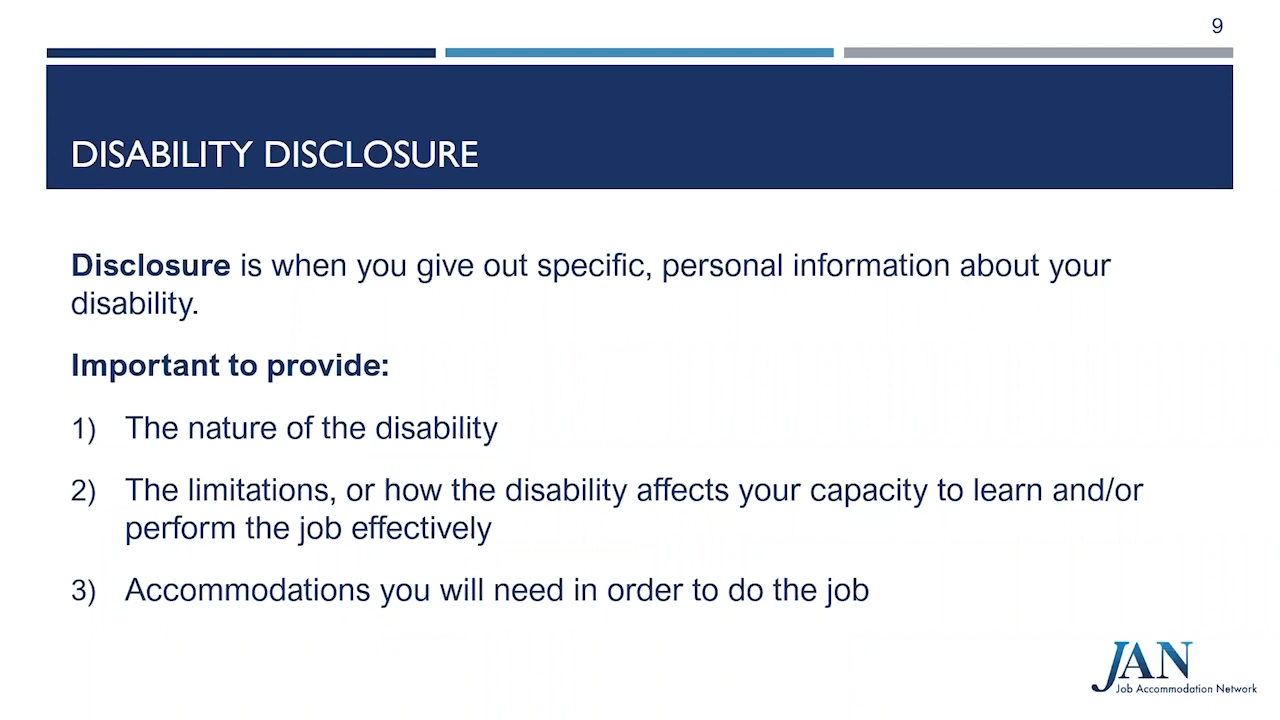 9
DISABILITY DISCLOSURE
Disclosure is when you give out specific, personal information about your
disability.
Important to provide:
1) The nature of the disability
2) The limitations, or how the disability affects your capacity to learn and/or
perform the job effectively
3) Accommodations you will need in order to do the job
JAN
Job Accommodation Network